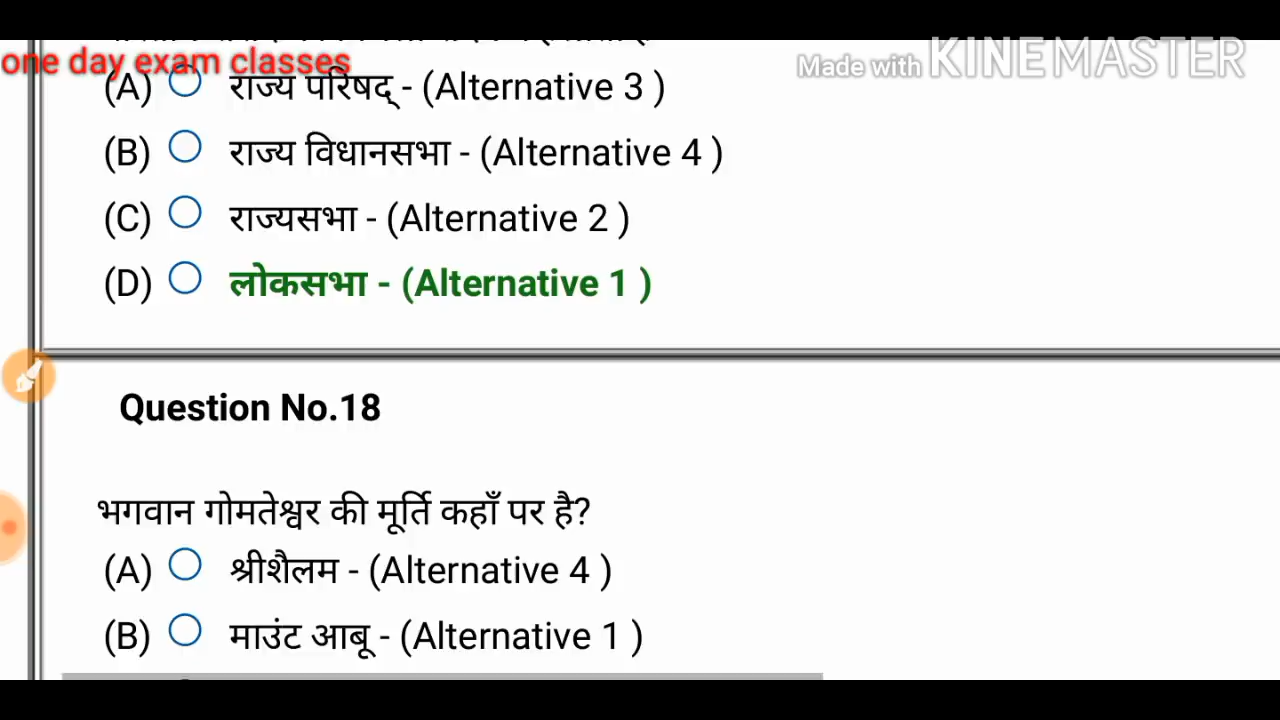 one day exam classes
Made with KINEMASTER
(A) राज्य परिषद् - (Alternative 3 )
(B) राज्य विधानसभा - (Alternative 4 )
(C) राज्यसभा - (Alternative 2 )
(D) लोकसभा - (Alternative 1 )
Question No.18
भगवान गोमतेश्वर की मूर्ति कहाँ पर है?
(A) श्रीशैलम - (Alternative 4 )
(B) माउंट आबू - (Alternative 1 )